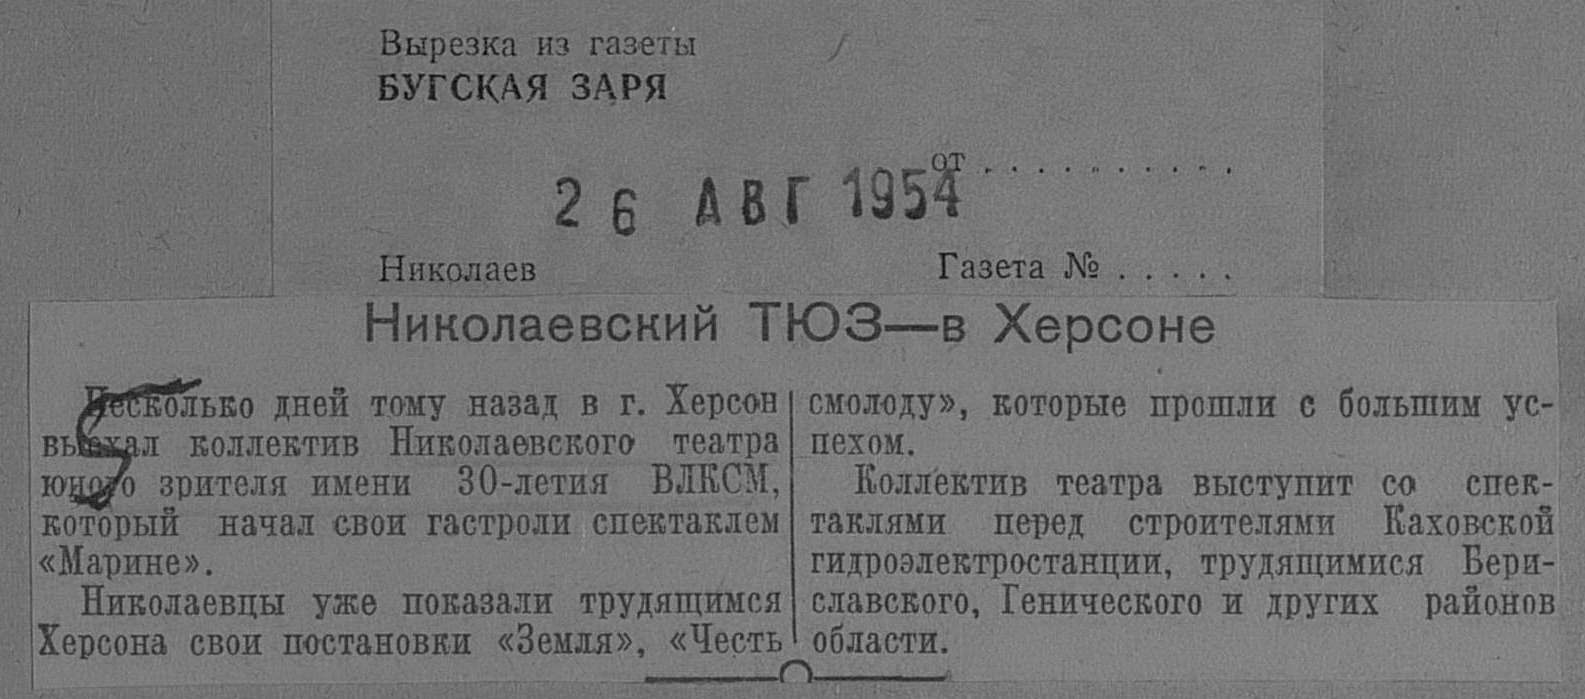 Вырезка из газеты
БУГСКАЯ ЗАРЯ
от . . . . . . . . . . .
26 АВГ 1954
Николаев
Газета № . . . . .
Николаевский ТЮЗ—в Херсоне
Несколько дней тому назад в г. Херсон
выехал коллектив Николаевского театра
юного зрителя имени 30-летия ВЛКСМ,
который начал свои гастроли спектаклем
«Марине».
Николаевцы уже показали трудящимся
Херсона свои постановки «Земля», «Честь
смолоду», которые прошли с большим ус-
пехом.
Коллектив театра выступит со спек-
таклями перед строителями Каховской
гидроэлектростанции, трудящимися Бери-
славского, Генического и других районов
области.